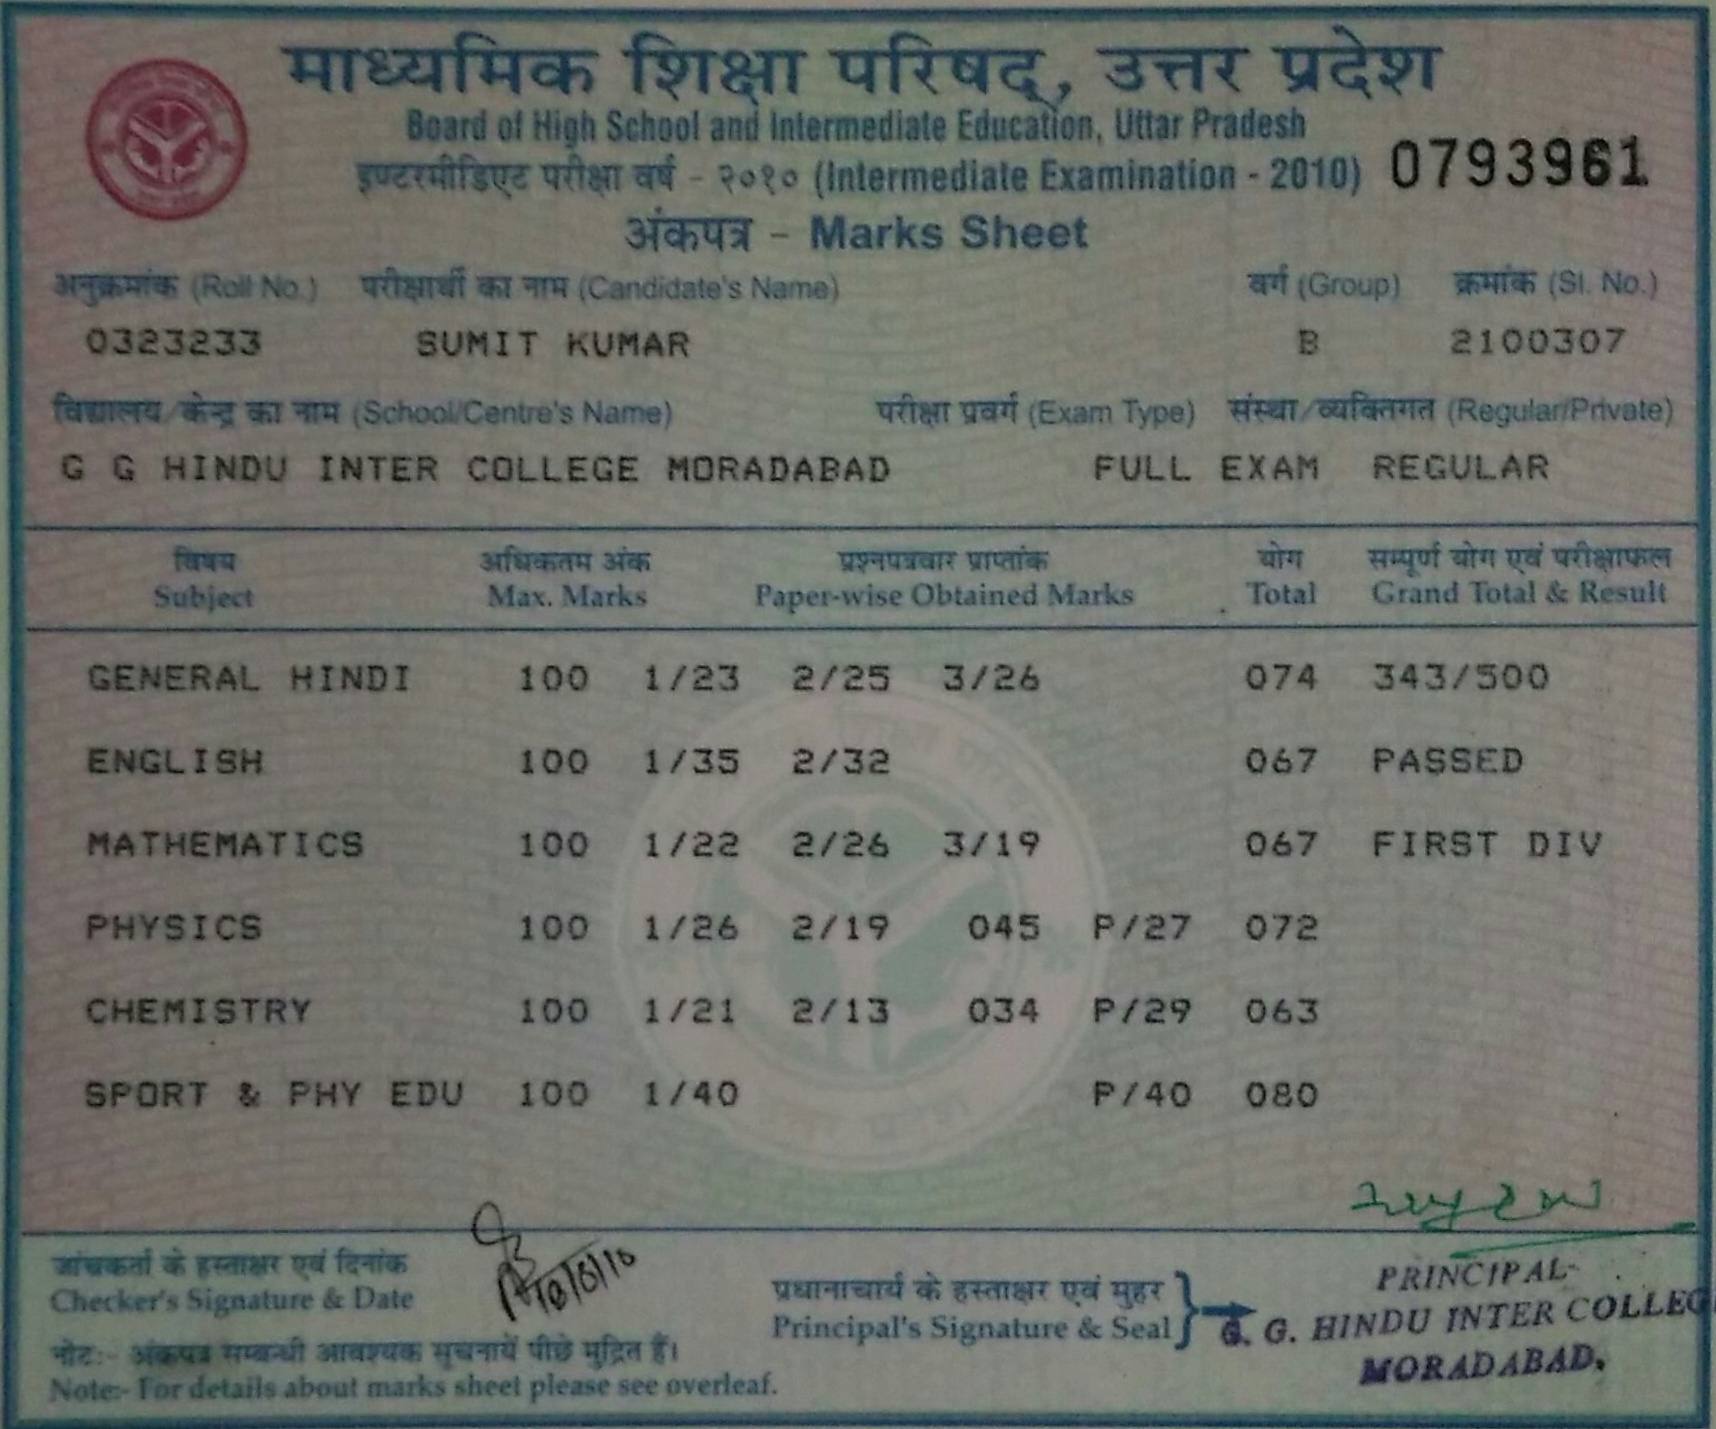 माध्यमिक शिक्षा परिषद्, उत्तर प्रदेश
Board of High School and Intermediate Education, Uttar Pradesh
इण्टरमीडिएट परीक्षा वर्ष - २०१० (Intermediate Examination - 2010) 0793961
अंकपत्र - Marks Sheet
अनुक्रमांक (Roll No.) परीक्षार्थी का नाम (Candidate's Name) वर्ग (Group) क्रमांक (Sl. No.)
0323233 SUMIT KUMAR B 2100307
विद्यालय/केन्द्र का नाम (School/Centre's Name) परीक्षा प्रवर्ग (Exam Type) संस्था/व्यक्तिगत (Regular/Private)
G G HINDU INTER COLLEGE MORADABAD FULL EXAM REGULAR
विषय अधिकतम अंक प्रश्नपत्रवार प्राप्तांक योग सम्पूर्ण योग एवं परीक्षाफल
Subject Max. Marks Paper-wise Obtained Marks Total Grand Total & Result
GENERAL HINDI 100 1/23 2/25 3/26 074 343/500
ENGLISH 100 1/35 2/32 067 PASSED
MATHEMATICS 100 1/22 2/26 3/19 067 FIRST DIV
PHYSICS 100 1/26 2/19 045 P/27 072
CHEMISTRY 100 1/21 2/13 034 P/29 063
SPORT & PHY EDU 100 1/40 P/40 080
जांचकर्ता के हस्ताक्षर एवं दिनांक
Checker's Signature & Date
प्रधानाचार्य के हस्ताक्षर एवं मुहर
Principal's Signature & Seal
PRINCIPAL
G. G. HINDU INTER COLLEG
MORADABAD.
नोट:- अंकपत्र सम्बन्धी आवश्यक सूचनायें पीछे मुद्रित हैं।
Note:- For details about marks sheet please see overleaf.